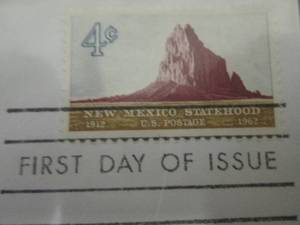 4¢
NEW MEXICO STATEHOOD
1912 U.S. POSTAGE 1962
FIRST DAY OF ISSUE